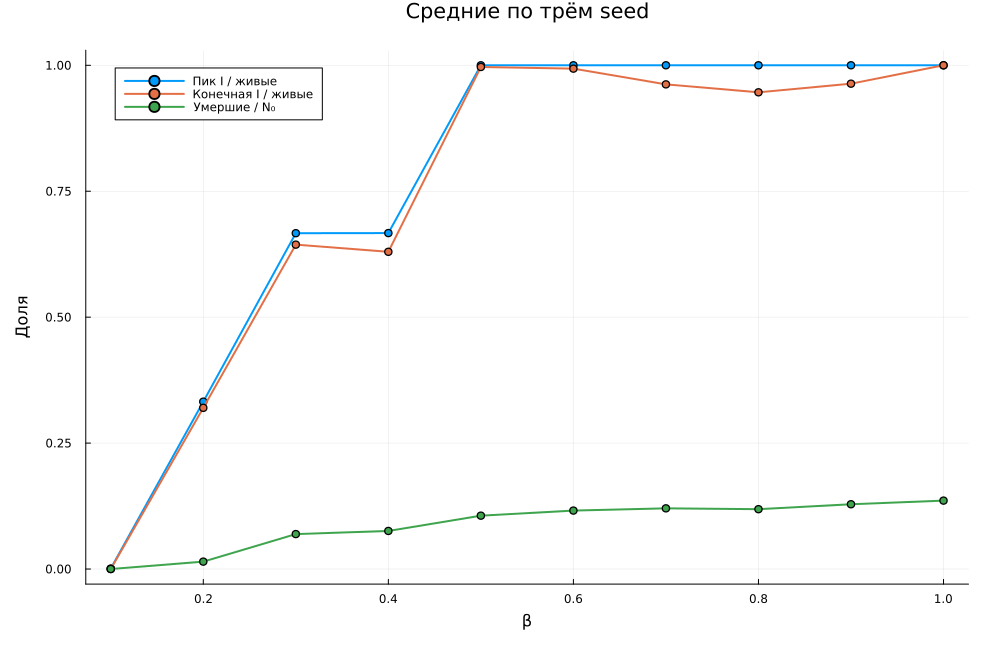 Средние по трём seed
Пик I / живые
Конечная I / живые
Умершие / N₀
1.00
0.75
0.50
0.25
0.00
Доля
0.2
0.4
0.6
0.8
1.0
β